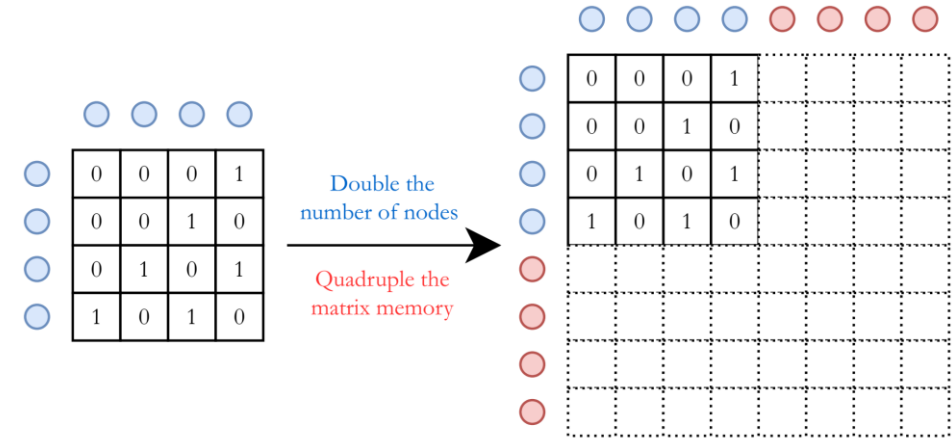 0 0 0 1
0 0 1 0
0 1 0 1
1 0 1 0
Double the
number of nodes
Quadruple the
matrix memory
0 0 0 1
0 0 1 0
0 1 0 1
1 0 1 0